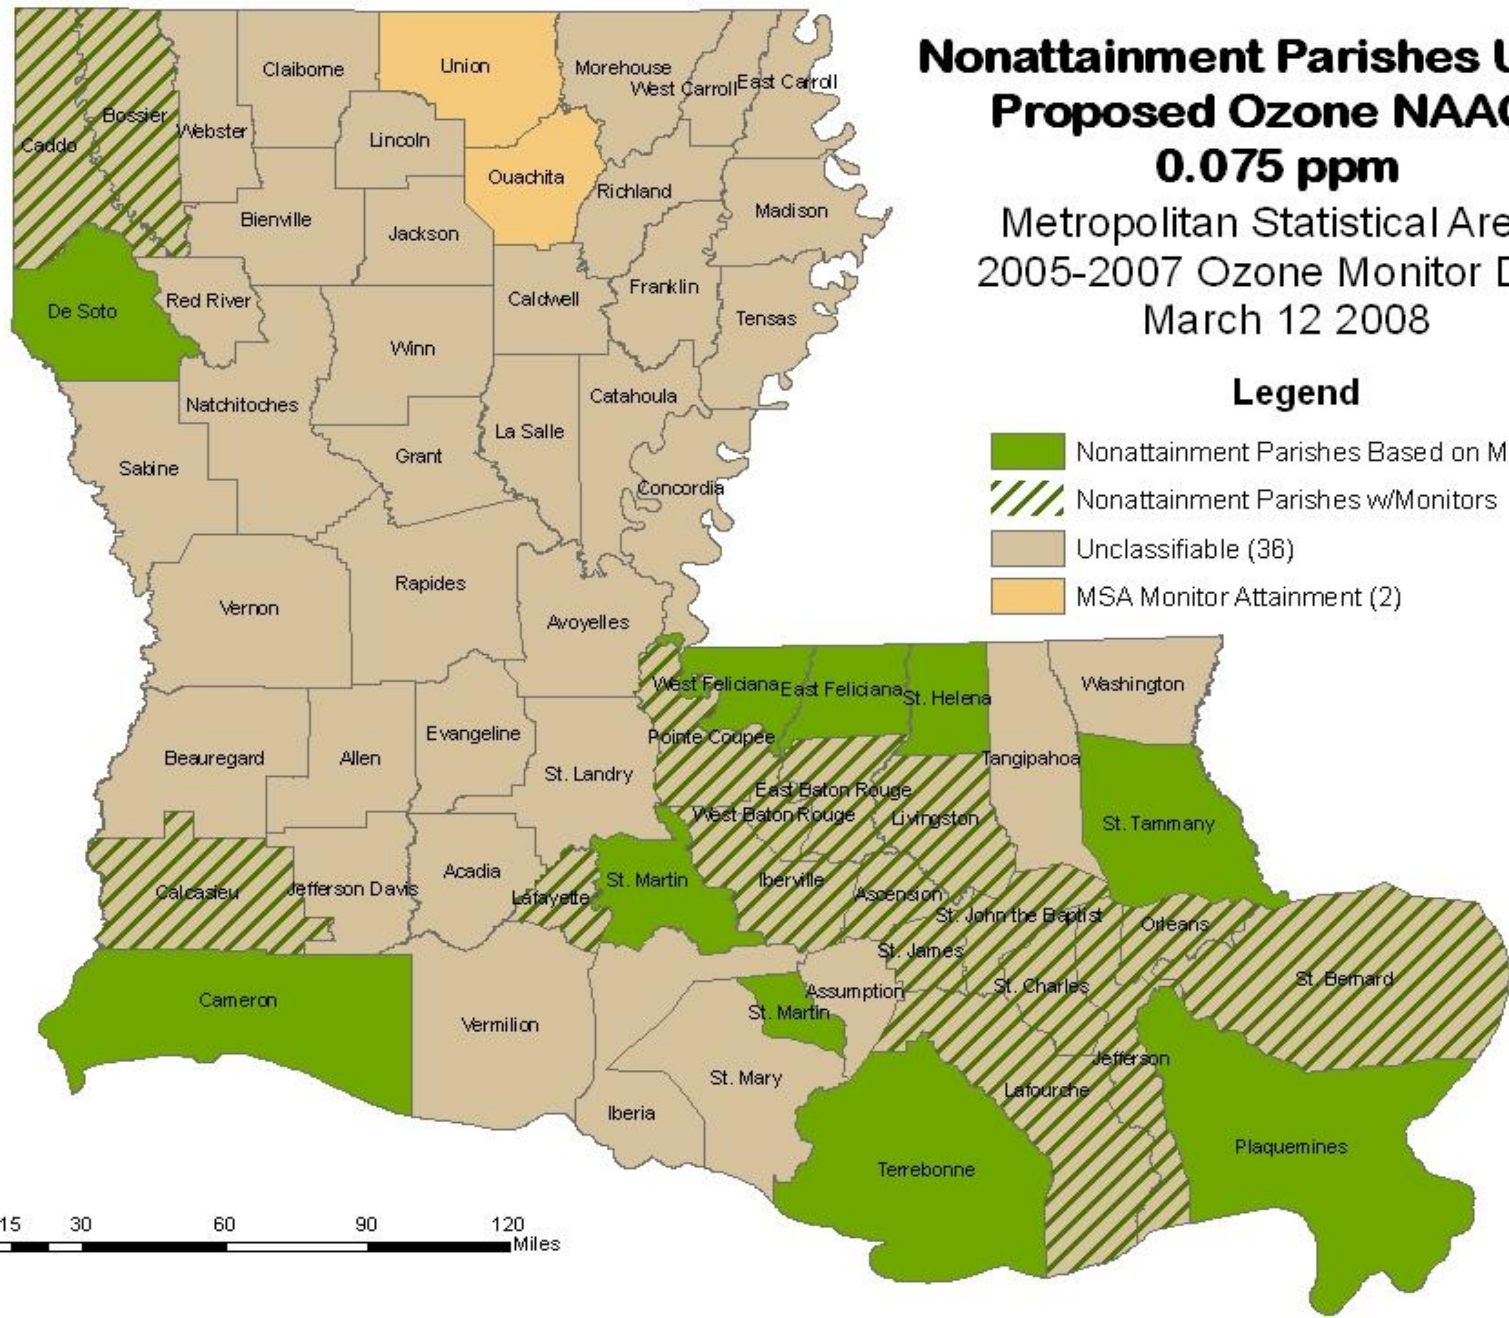 Nonattainment Parishes
Proposed Ozone
0.075 ppm
Metropolitan Statistical
2005-2007 Ozone Monitor
March 12 2008
Legend
Nonattainment Parishes Based on
Nonattainment Parishes w/Monitors
Unclassifiable (36)
MSA Monitor Attainment (2)
Claiborne
Union
Morehouse
West Carroll
East Carroll
Bossier
Webster
Caddo
Lincoln
Ouachita
Richland
Madison
Bienville
Jackson
De Soto
Red River
Caldwell
Franklin
Tensas
Winn
Natchitoches
Catahoula
La Salle
Sabine
Grant
Concordia
Rapides
Vernon
Avoyelles
West Feliciana
East Feliciana
St. Helena
Washington
Beauregard
Allen
Evangeline
Pointe Coupee
Tangipahoa
St. Landry
East Baton Rouge
West Baton Rouge
Livingston
St. Tammany
Calcasieu
Jefferson Davis
Acadia
Lafayette
St. Martin
Iberville
Ascension
St. John the Baptist
Orleans
St. James
St. Charles
St. Bernard
Cameron
Vermilion
St. Martin
Assumption
Jefferson
St. Mary
Lafourche
Iberia
Terrebonne
Plaquemines
15 30 60 90 120
Miles